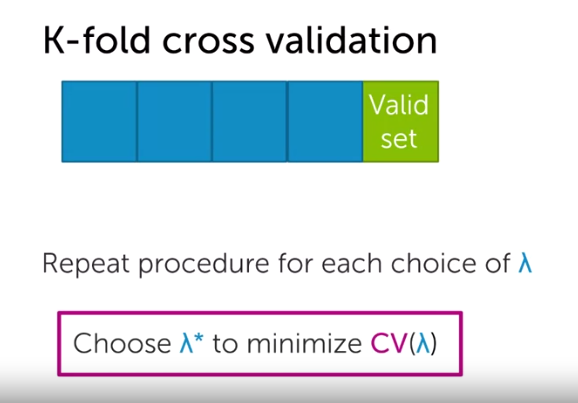 K-fold cross validation
Valid
set
Repeat procedure for each choice of λ
Choose λ* to minimize CV(λ)